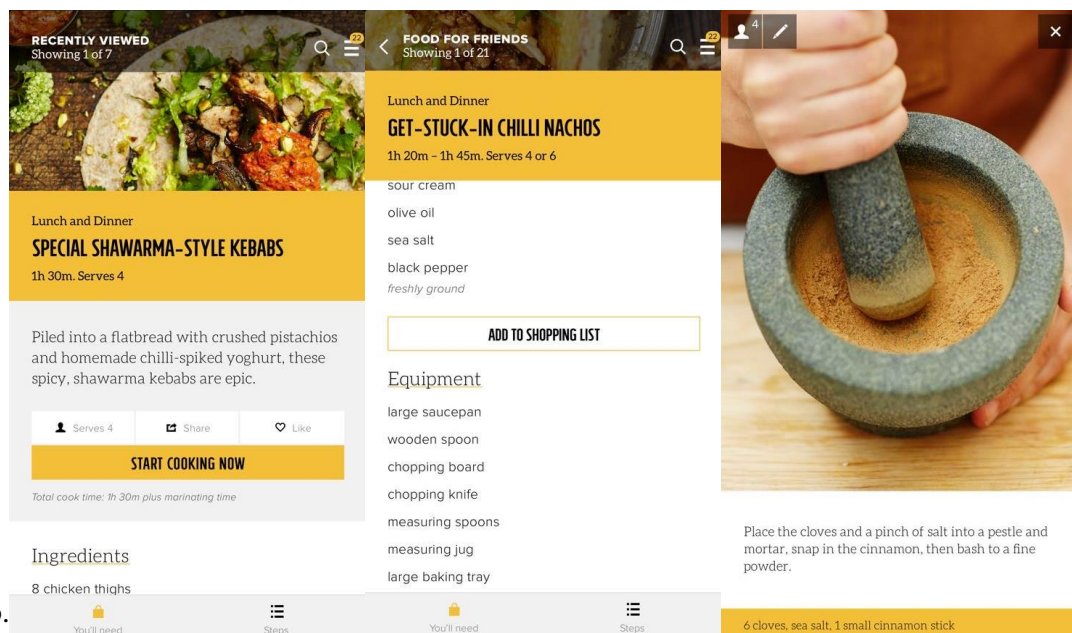 RECENTLY VIEWED
Showing 1 of 7
22
Lunch and Dinner
SPECIAL SHAWARMA-STYLE KEBABS
1h 30m. Serves 4
Piled into a flatbread with crushed pistachios
and homemade chilli-spiked yoghurt, these
spicy, shawarma kebabs are epic.
Serves 4
Share
Like
START COOKING NOW
Total cook time: 1h 30m plus marinating time
Ingredients
8 chicken thighs
You'll need
Steps
FOOD FOR FRIENDS
Showing 1 of 21
22
Lunch and Dinner
GET-STUCK-IN CHILLI NACHOS
1h 20m – 1h 45m. Serves 4 or 6
sour cream
olive oil
sea salt
black pepper
freshly ground
ADD TO SHOPPING LIST
Equipment
large saucepan
wooden spoon
chopping board
chopping knife
measuring spoons
measuring jug
large baking tray
You'll need
Steps
4
Place the cloves and a pinch of salt into a pestle and
mortar, snap in the cinnamon, then bash to a fine
powder.
6 cloves, sea salt, 1 small cinnamon stick